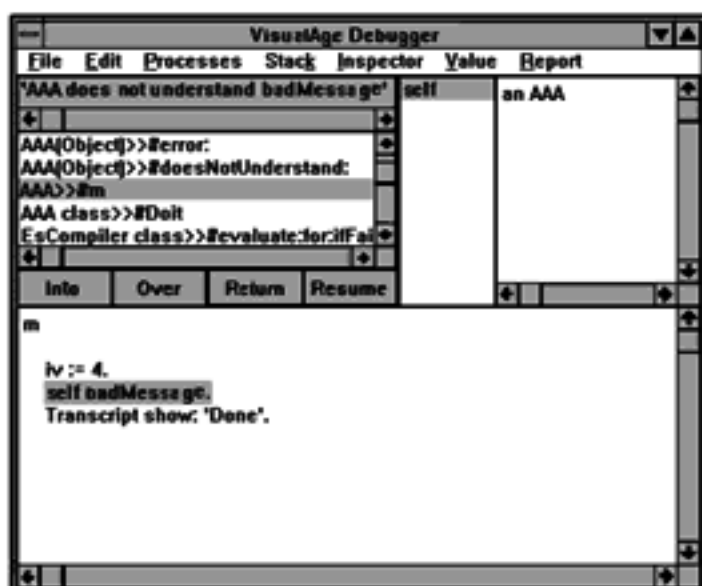 VisualAge Debugger
File Edit Processes Stack Inspector Value Report
'AAA does not understand badMessage'
self
an AAA
AAA(Object)>>#error:
AAA(Object)>>#doesNotUnderstand:
AAA>>#m
AAA class>>#Doit
EsCompiler class>>#evaluate:for:ifFai
Into Over Return Resume
m
iv := 4.
self badMessage.
Transcript show: 'Done'.